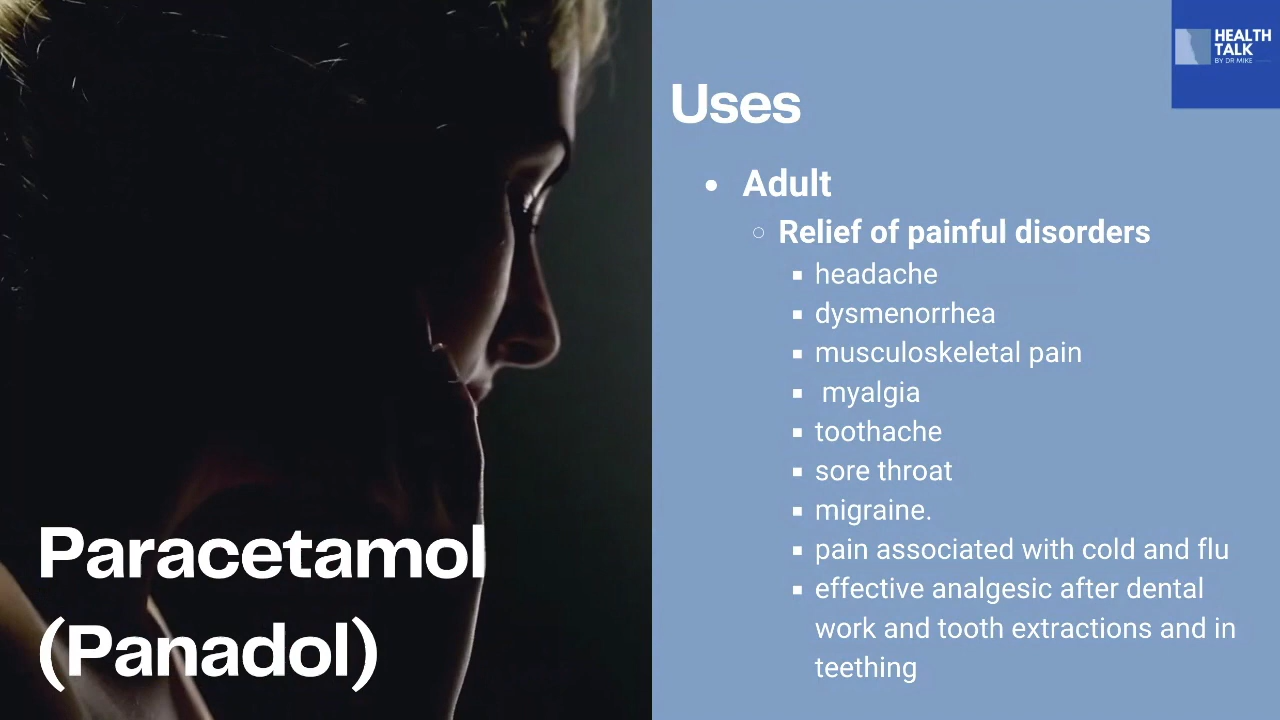 HEALTH
TALK
BY DR MIKE
Uses
Adult
Relief of painful disorders
headache
dysmenorrhea
musculoskeletal pain
myalgia
toothache
sore throat
migraine.
pain associated with cold and flu
effective analgesic after dental
work and tooth extractions and in
teething
Paracetamol
(Panadol)